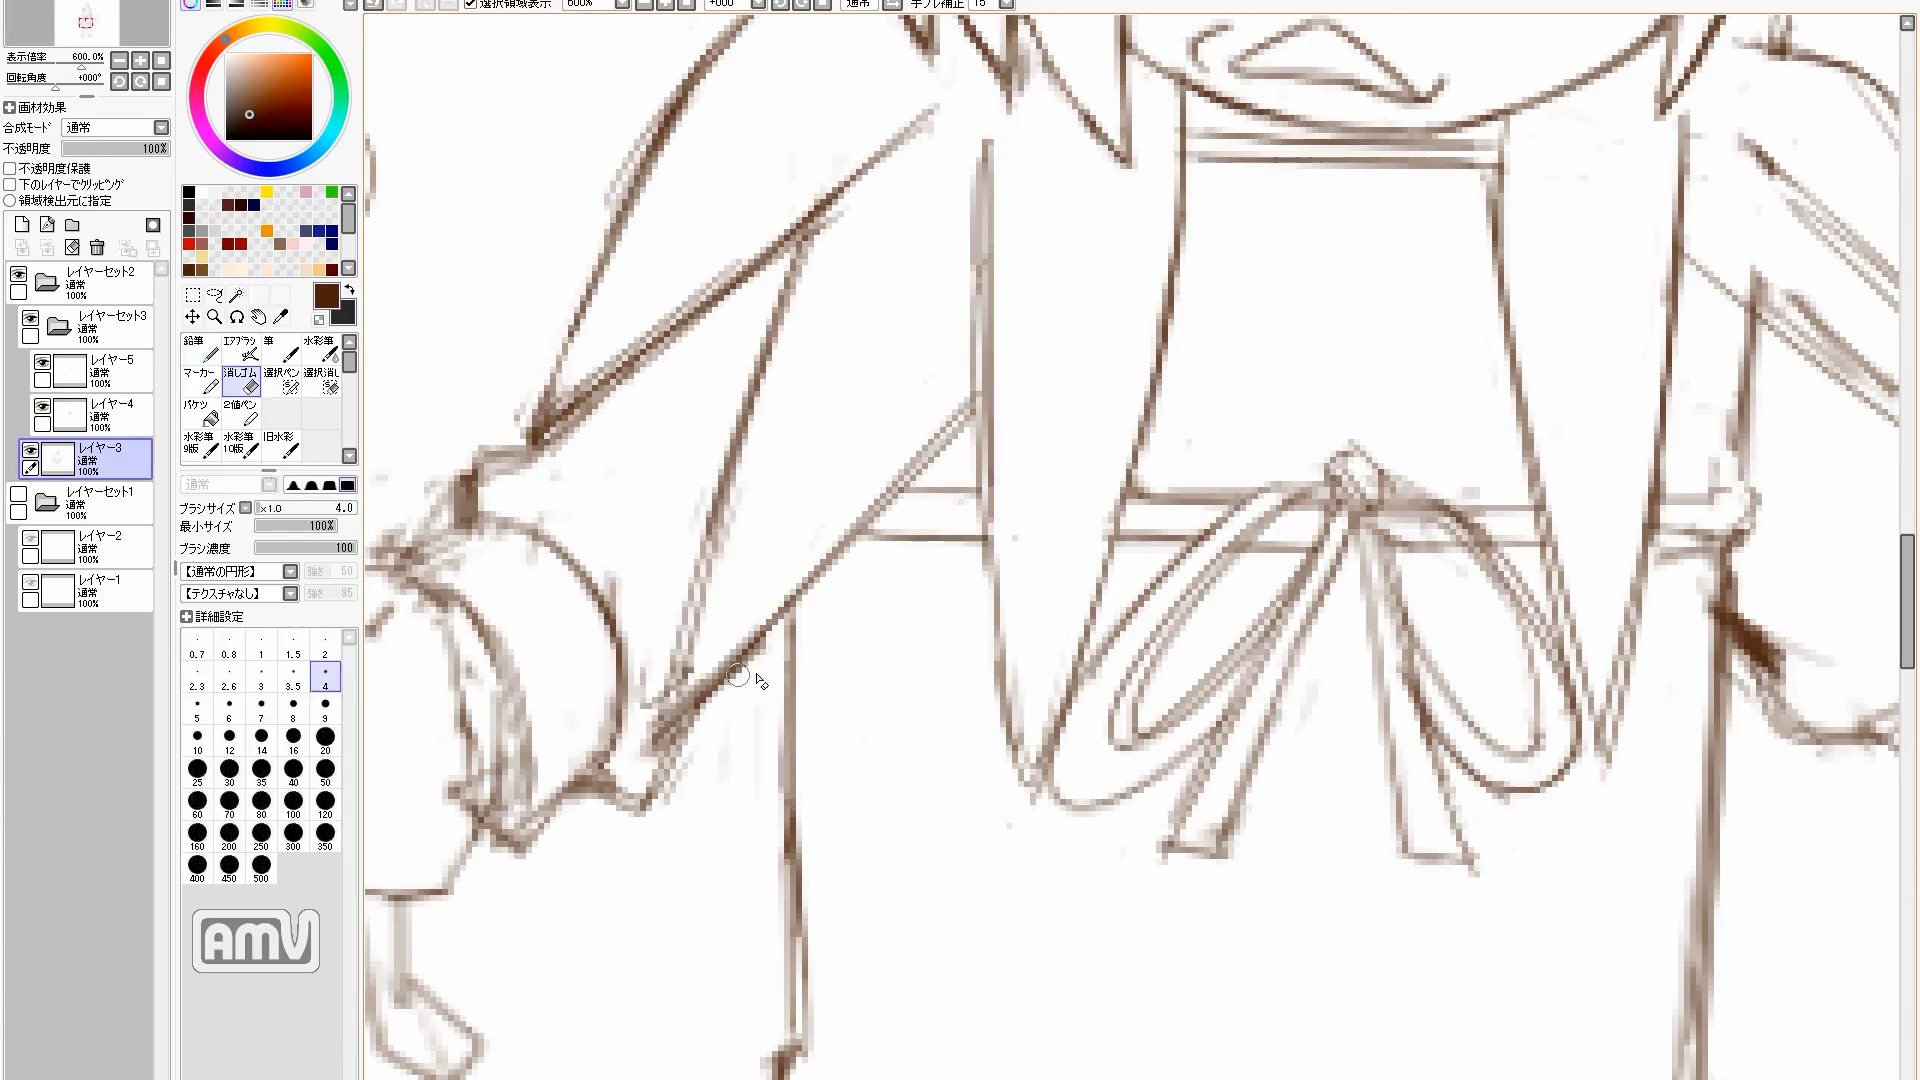 選択領域表示 600% +000° 通常 手ブレ補正 15
表示倍率 600.0%
回転角度 +000°
画材効果
合成モード 通常
不透明度 100%
不透明度保護
下のレイヤーでクリッピング
領域検出元に指定
レイヤーセット2
通常
100%
レイヤーセット3
通常
100%
レイヤー5
通常
100%
レイヤー4
通常
100%
レイヤー3
通常
100%
レイヤーセット1
通常
100%
レイヤー2
通常
100%
レイヤー1
通常
100%
鉛筆 エアブラシ 筆 水彩筆
マーカー 消しゴム 選択ペン 選択消し
バケツ 2値ペン
水彩筆 水彩筆 旧水彩
9版 10版
通常
ブラシサイズ x1.0 4.0
最小サイズ 100%
ブラシ濃度 100
【通常の円形】 強さ 50
【テクスチャなし】 強さ 95
詳細設定
0.7 0.8 1 1.5 2
2.3 2.6 3 3.5 4
5 6 7 8 9
10 12 14 16 20
25 30 35 40 50
60 70 80 100 120
160 200 250 300 350
400 450 500
AMV